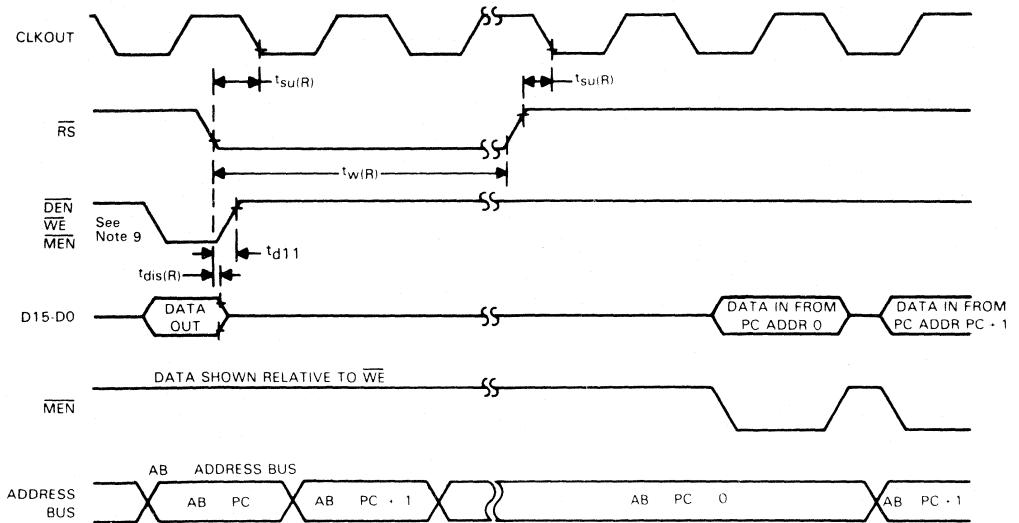 CLKOUT
tsu(R)
tsu(R)
RS
tw(R)
DEN
WE
MEN
See
Note 9
td11
tdis(R)
D15-D0
DATA
OUT
DATA IN FROM
PC ADDR 0
DATA IN FROM
PC ADDR PC + 1
DATA SHOWN RELATIVE TO WE
MEN
AB ADDRESS BUS
ADDRESS
BUS
AB PC
AB PC + 1
AB PC 0
AB PC + 1